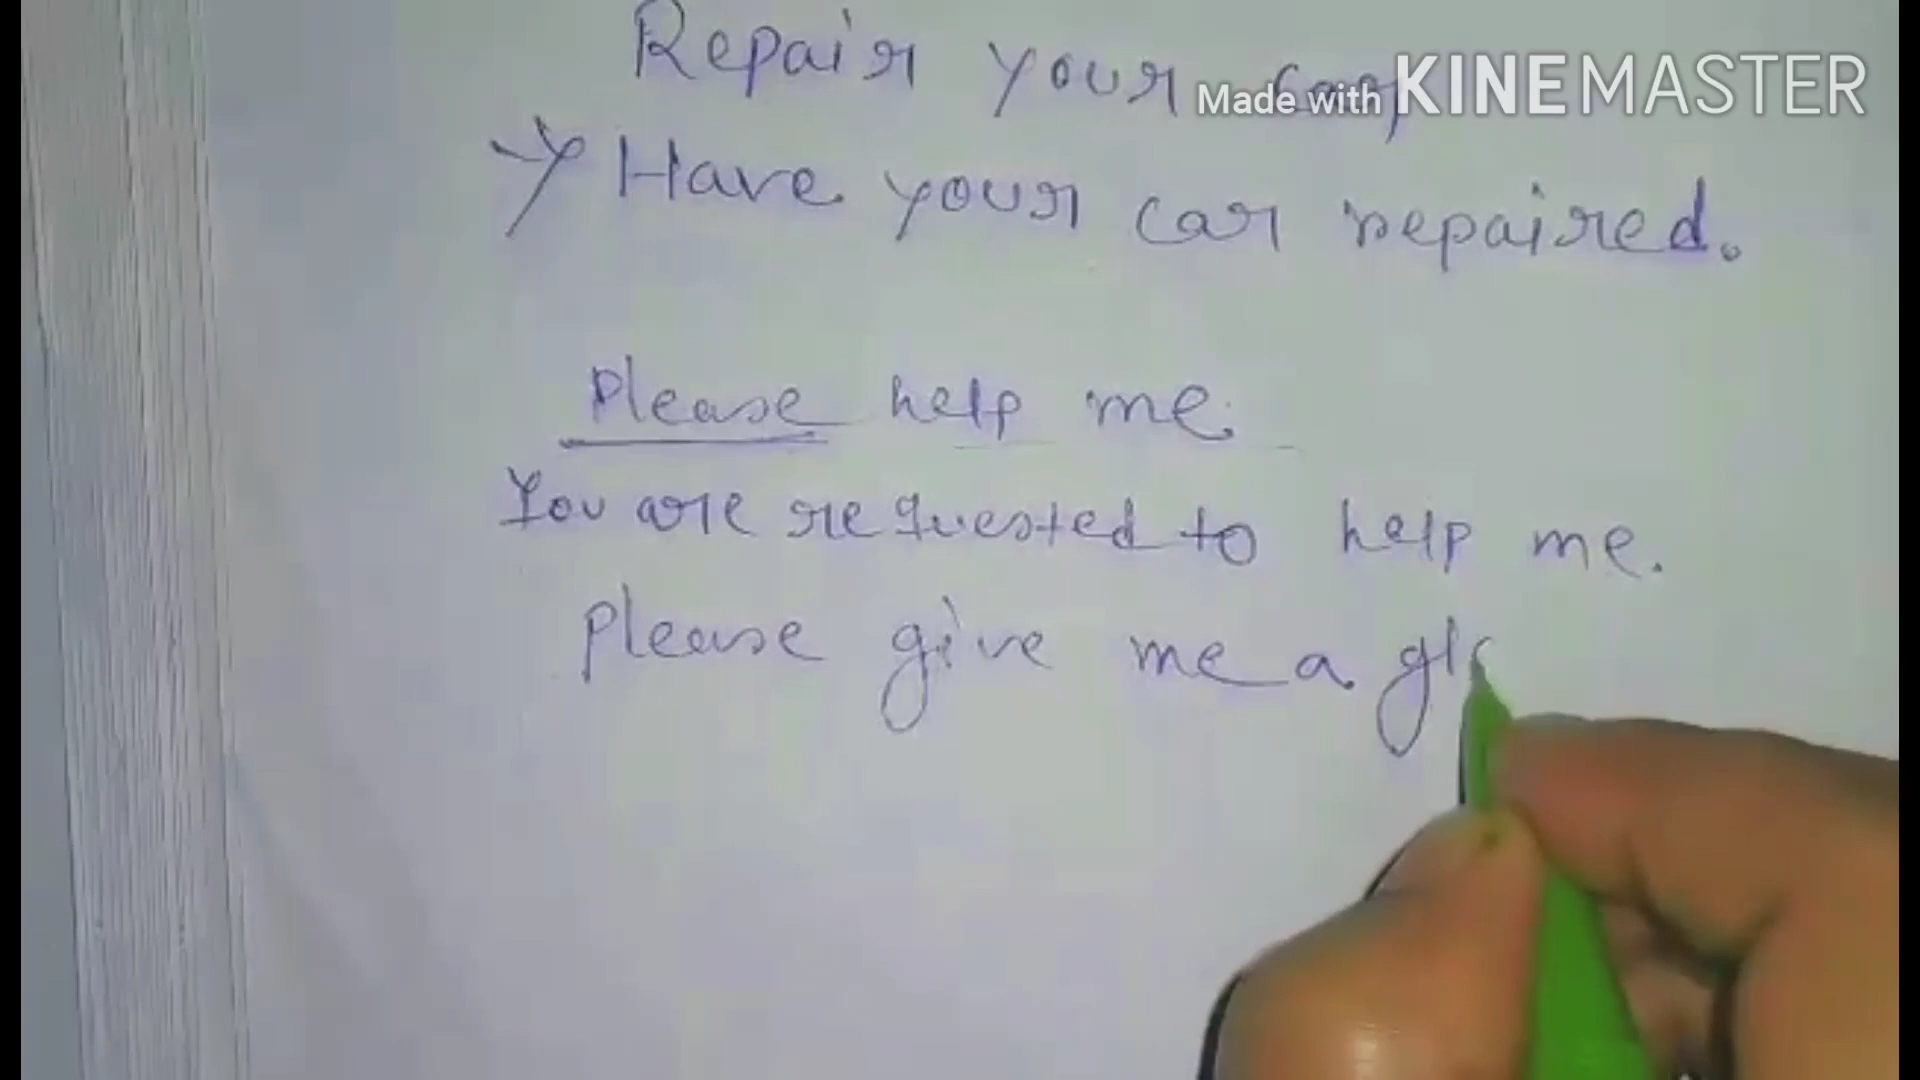 Repair your car
Made with KINEMASTER
Have your car repaired.
Please help me.
You are requested to help me.
Please give me a